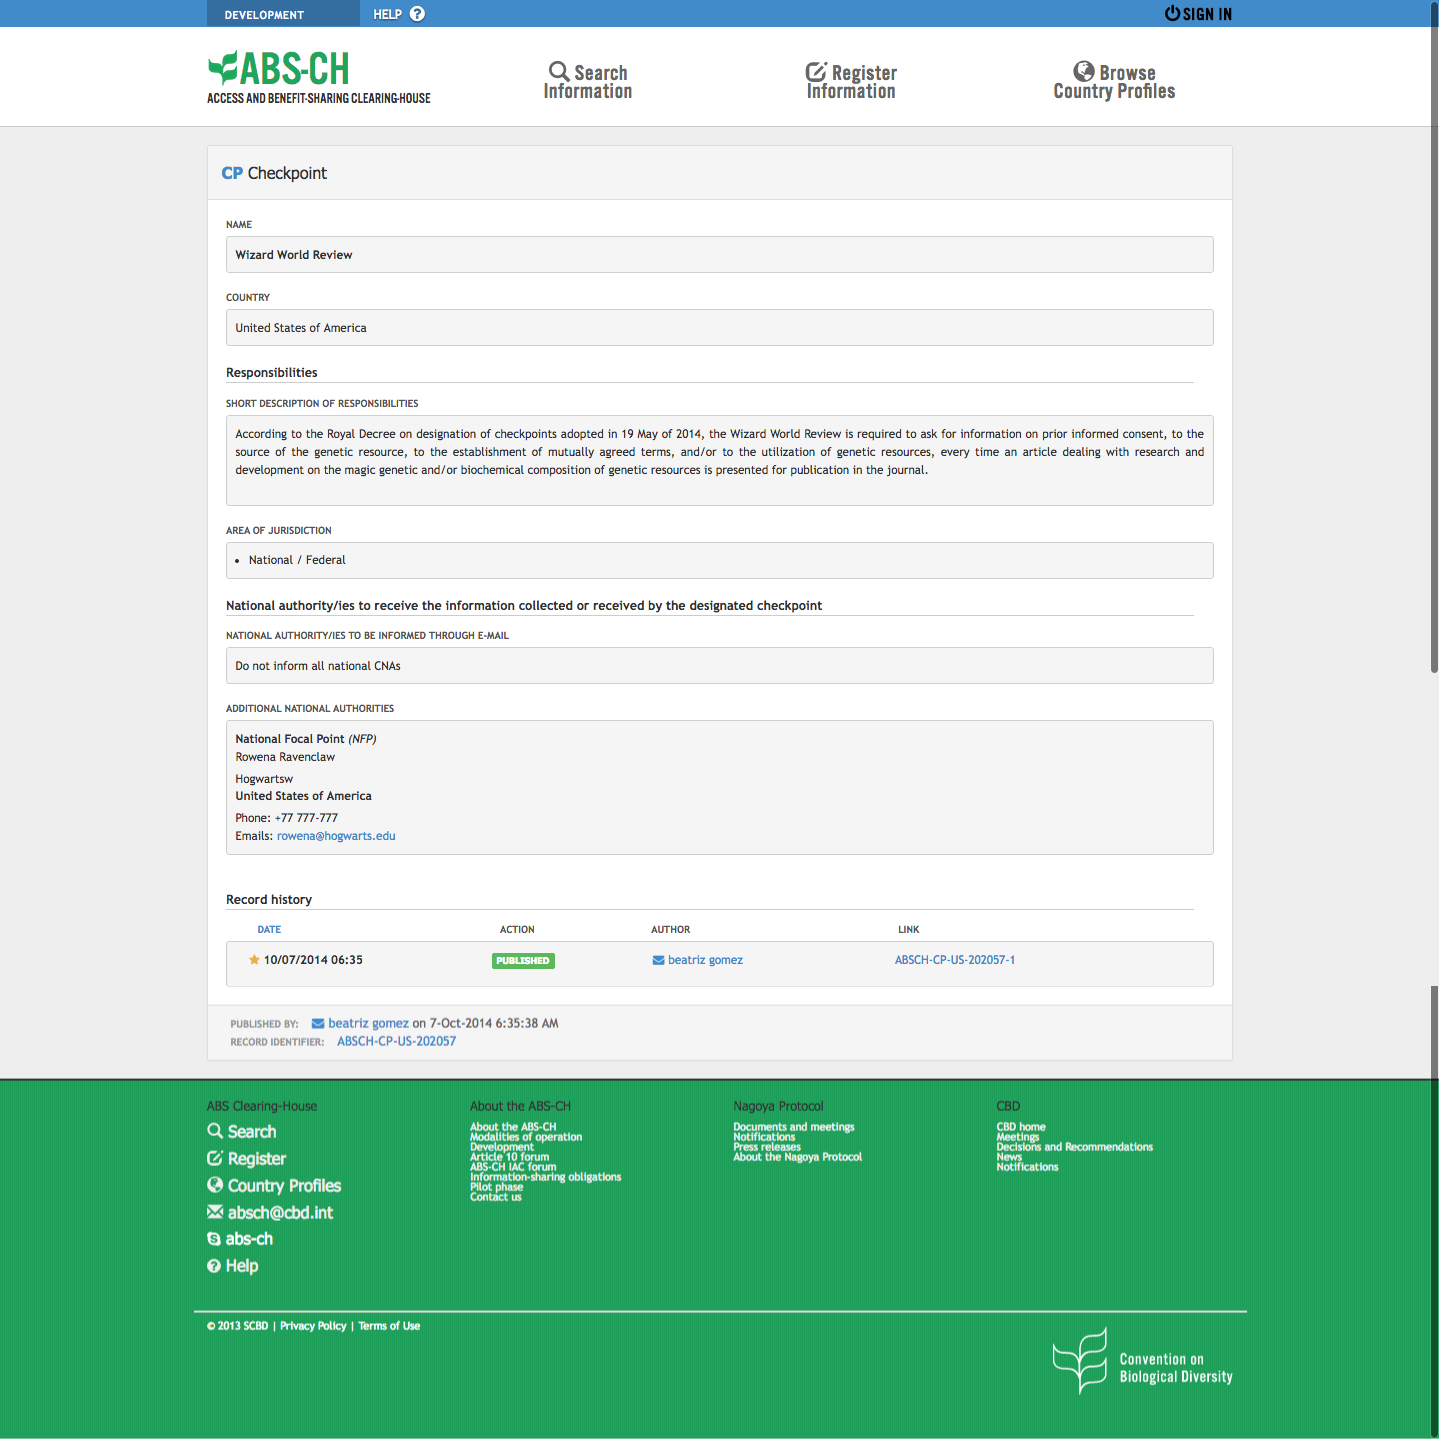 DEVELOPMENT
HELP
SIGN IN
ABS-CH
ACCESS AND BENEFIT-SHARING CLEARING-HOUSE
Search
Information
Register
Information
Browse
Country Profiles
CP Checkpoint
NAME
Wizard World Review
COUNTRY
United States of America
Responsibilities
SHORT DESCRIPTION OF RESPONSIBILITIES
According to the Royal Decree on designation of checkpoints adopted in 19 May of 2014, the Wizard World Review is required to ask for information on prior informed consent, to the
source of the genetic resource, to the establishment of mutually agreed terms, and/or to the utilization of genetic resources, every time an article dealing with research and
development on the magic genetic and/or biochemical composition of genetic resources is presented for publication in the journal.
AREA OF JURISDICTION
• National / Federal
National authority/ies to receive the information collected or received by the designated checkpoint
NATIONAL AUTHORITY/IES TO BE INFORMED THROUGH E-MAIL
Do not inform all national CNAs
ADDITIONAL NATIONAL AUTHORITIES
National Focal Point (NFP)
Rowena Ravenclaw
Hogwartsw
United States of America
Phone: +77 777-777
Emails: rowena@hogwarts.edu
Record history
DATE ACTION AUTHOR LINK
10/07/2014 06:35 PUBLISHED beatriz gomez ABSCH-CP-US-202057-1
PUBLISHED BY: beatriz gomez on 7-Oct-2014 6:35:38 AM
RECORD IDENTIFIER: ABSCH-CP-US-202057
ABS Clearing-House
Search
Register
Country Profiles
absch@cbd.int
abs-ch
Help
About the ABS-CH
About the ABS-CH
Modalities of operation
Development
Article 10 forum
ABS-CH IAC forum
Information-sharing obligations
Pilot phase
Contact us
Nagoya Protocol
Documents and meetings
Notifications
Press releases
About the Nagoya Protocol
CBD
CBD home
Meetings
Decisions and Recommendations
News
Notifications
© 2013 SCBD | Privacy Policy | Terms of Use
Convention on
Biological Diversity